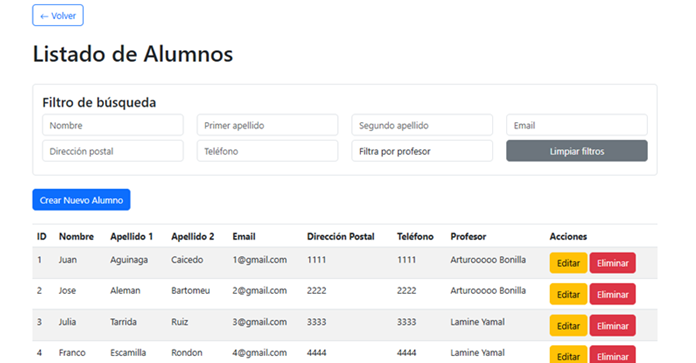 ← Volver
Listado de Alumnos
Filtro de búsqueda
Nombre Primer apellido Segundo apellido Email
Dirección postal Teléfono Filtra por profesor Limpiar filtros
Crear Nuevo Alumno
ID Nombre Apellido 1 Apellido 2 Email Dirección Postal Teléfono Profesor Acciones
1 Juan Aguinaga Caicedo 1@gmail.com 1111 1111 Arturooooo Bonilla Editar Eliminar
2 Jose Aleman Bartomeu 2@gmail.com 2222 2222 Arturooooo Bonilla Editar Eliminar
3 Julia Tarrida Ruiz 3@gmail.com 3333 3333 Lamine Yamal Editar Eliminar
4 Franco Escamilla Rondon 4@gmail.com 4444 4444 Lamine Yamal Editar Eliminar